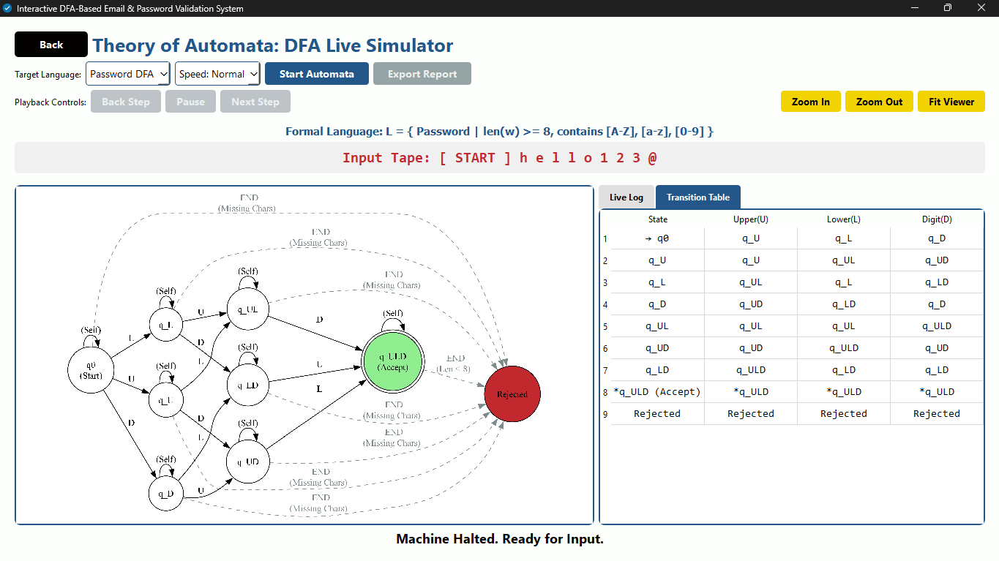 Interactive DFA-Based Email & Password Validation System
Back
Theory of Automata: DFA Live Simulator
Target Language:
Password DFA
Speed: Normal
Start Automata
Export Report
Playback Controls:
Back Step
Pause
Next Step
Zoom In
Zoom Out
Fit Viewer
Formal Language: L = { Password | len(w) >= 8, contains [A-Z], [a-z], [0-9] }
Input Tape: [ START ] h e l l o 1 2 3 @
END
(Missing Chars)
END
(Missing Chars)
(Self)
END
(Missing Chars)
(Self)
q_UL
U
q_L
D
(Self)
(Self)
L
D
q_ULD
(Accept)
END
(Len < 8)
(Self)
q0
(Start)
(Self)
L
U
q_LD
U
L
Rejected
q_U
END
(Missing Chars)
D
D
L
(Self)
END
(Missing Chars)
q_UD
(Self)
END
(Missing Chars)
q_D
U
END
(Missing Chars)
Live Log
Transition Table
State Upper(U) Lower(L) Digit(D)
1 → q0 q_U q_L q_D
2 q_U q_U q_UL q_UD
3 q_L q_UL q_L q_LD
4 q_D q_UD q_LD q_D
5 q_UL q_UL q_UL q_ULD
6 q_UD q_UD q_ULD q_UD
7 q_LD q_ULD q_LD q_LD
8 *q_ULD (Accept) *q_ULD *q_ULD *q_ULD
9 Rejected Rejected Rejected Rejected
Machine Halted. Ready for Input.